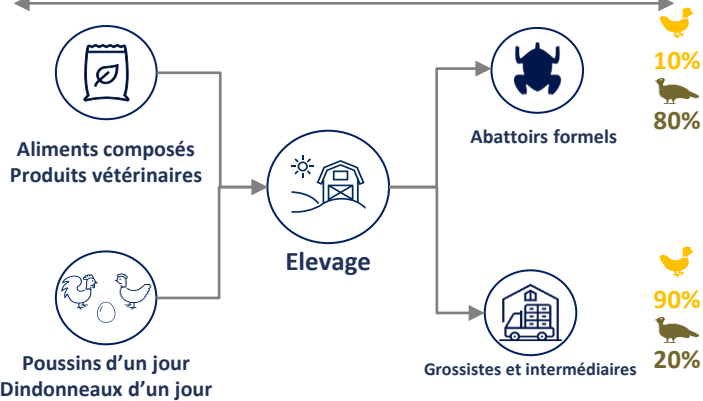 10%
80%
Aliments composés
Produits vétérinaires
Abattoirs formels
Elevage
90%
20%
Poussins d'un jour
Dindonneaux d'un jour
Grossistes et intermédiaires